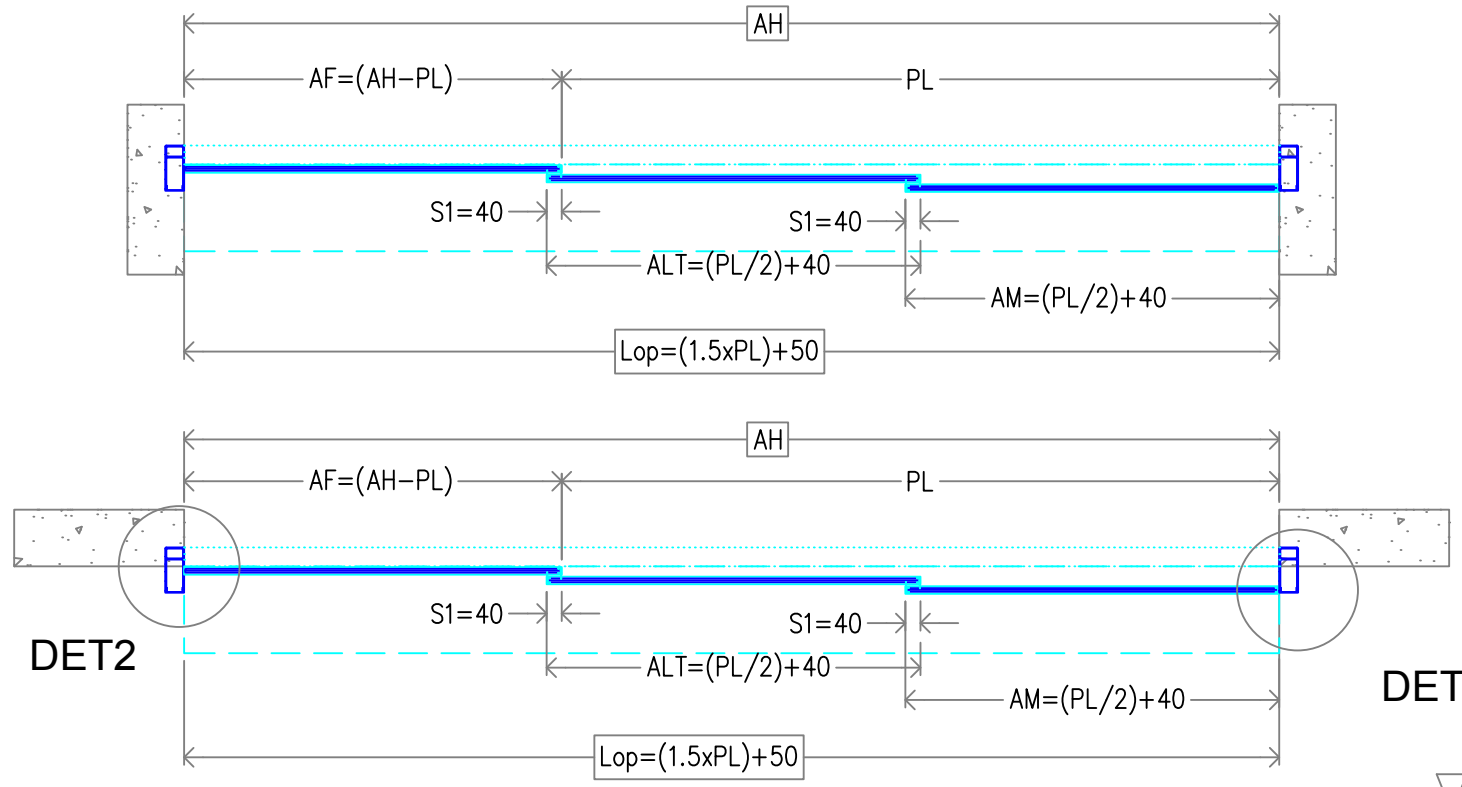 AH
AF=(AH-PL)
PL
S1=40
S1=40
ALT=(PL/2)+40
AM=(PL/2)+40
Lop=(1.5xPL)+50
AH
AF=(AH-PL)
PL
S1=40
S1=40
DET2
ALT=(PL/2)+40
DET
AM=(PL/2)+40
Lop=(1.5xPL)+50